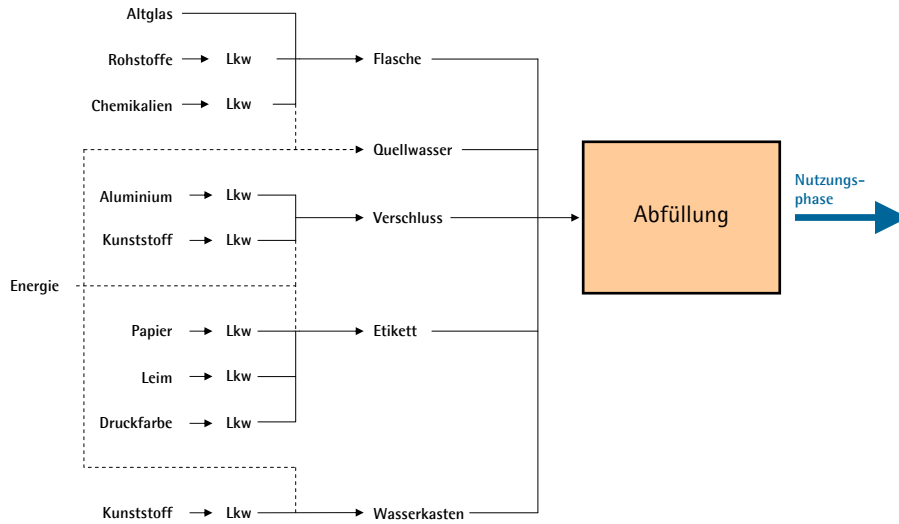 Altglas
Rohstoffe Lkw Flasche
Chemikalien Lkw
Quellwasser
Nutzungs-
phase
Aluminium Lkw
Verschluss Abfüllung
Kunststoff Lkw
Energie
Papier Lkw Etikett
Leim Lkw
Druckfarbe Lkw
Kunststoff Lkw Wasserkasten